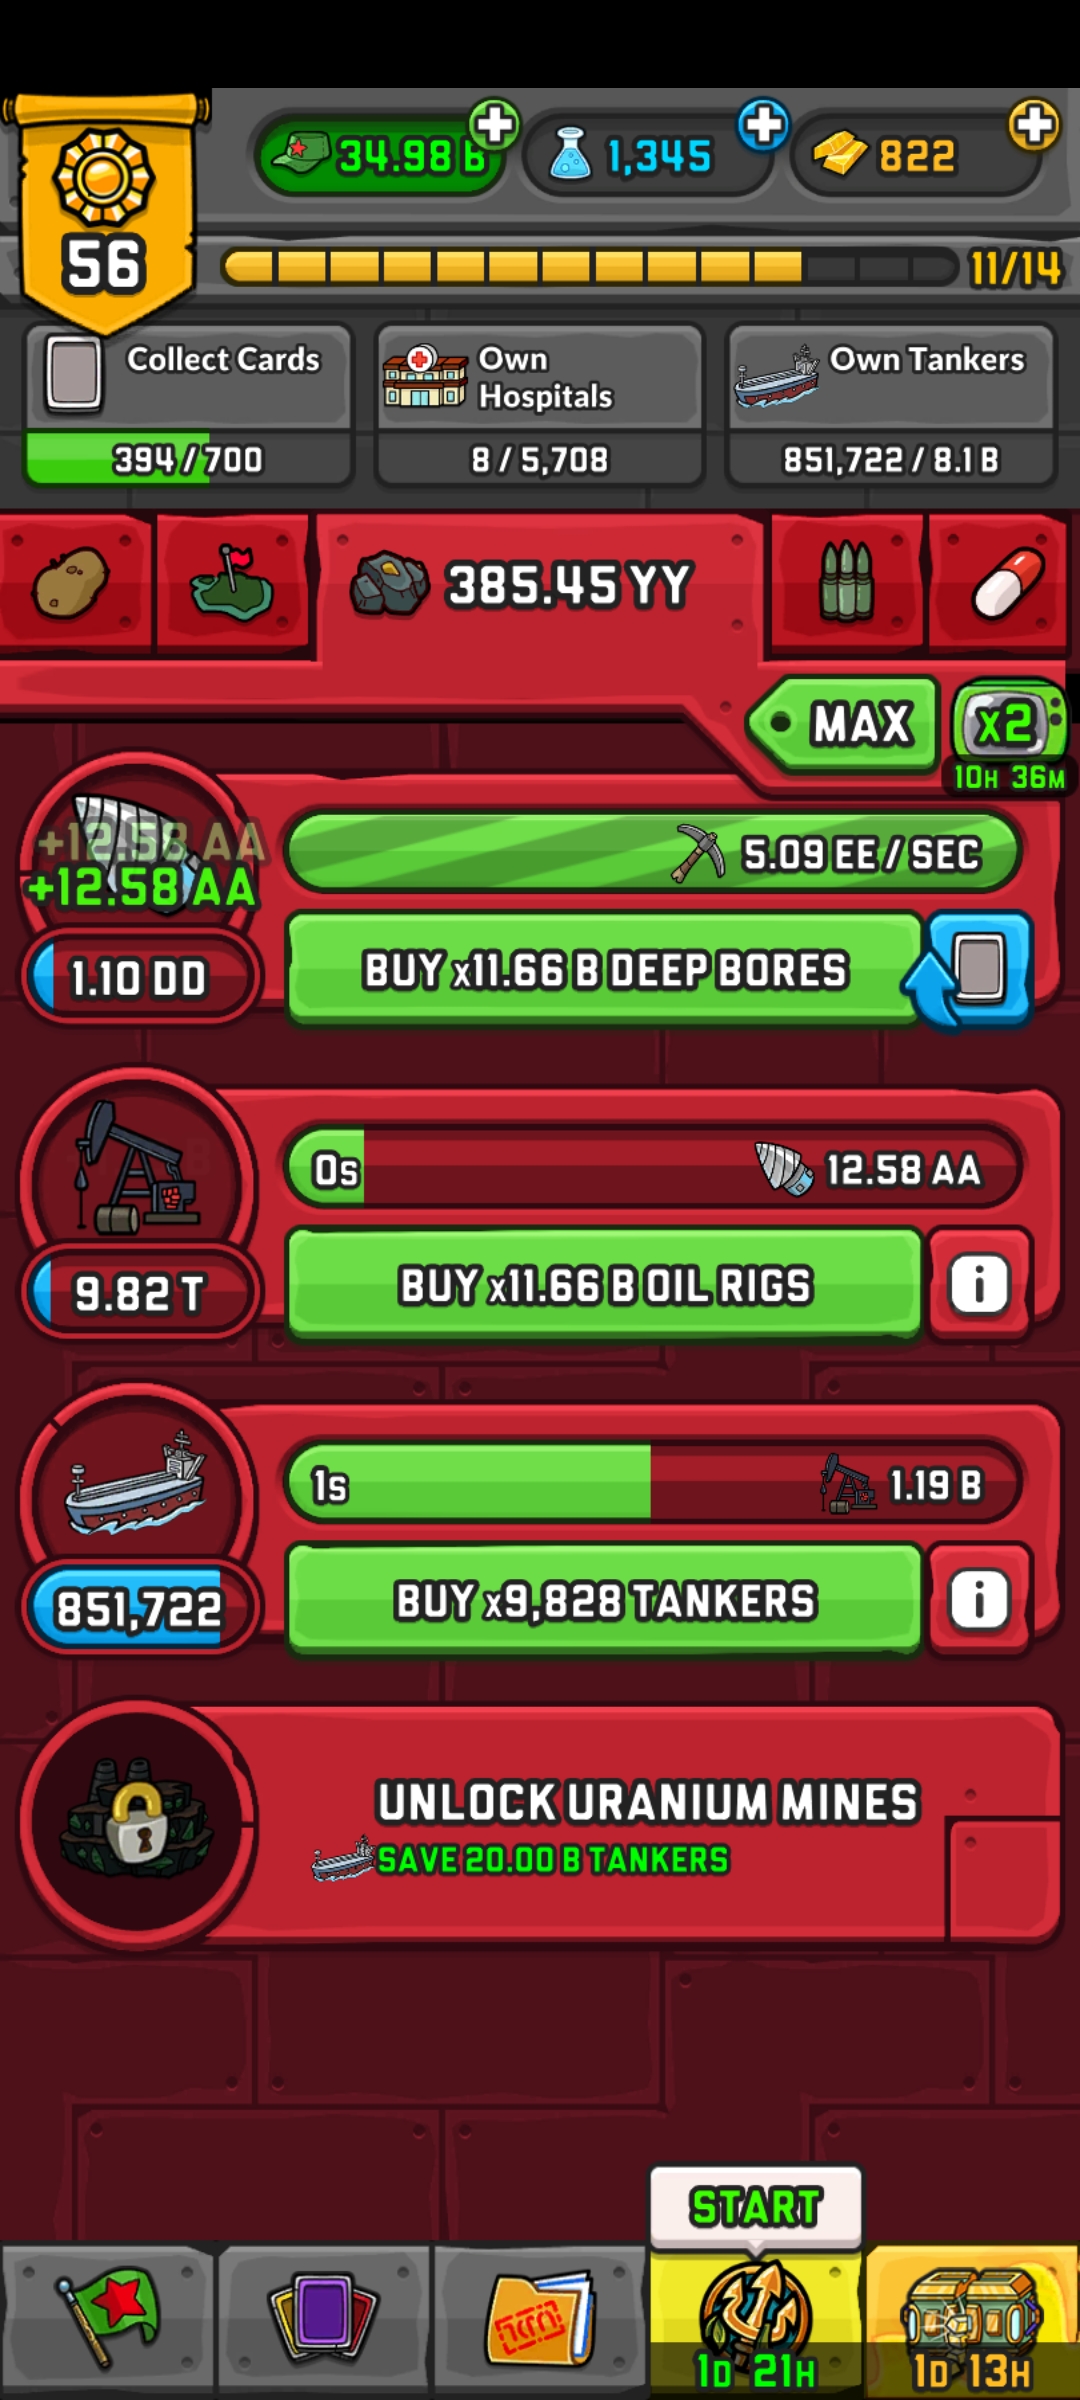 34.98 B
1,345
822
56
11/14
Collect Cards
394/700
Own
Hospitals
8/5,708
Own Tankers
851,722/8.1 B
385.45 YY
MAX
x2
10H 36M
+12.58 AA
+12.58 AA
5.09 EE/SEC
1.10 DD
BUY x11.66 B DEEP BORES
0s
12.58 AA
9.82 T
BUY x11.66 B OIL RIGS
i
1s
1.19 B
851,722
BUY x9,828 TANKERS
i
UNLOCK URANIUM MINES
SAVE 20.00 B TANKERS
START
1D 21H
1D 13H